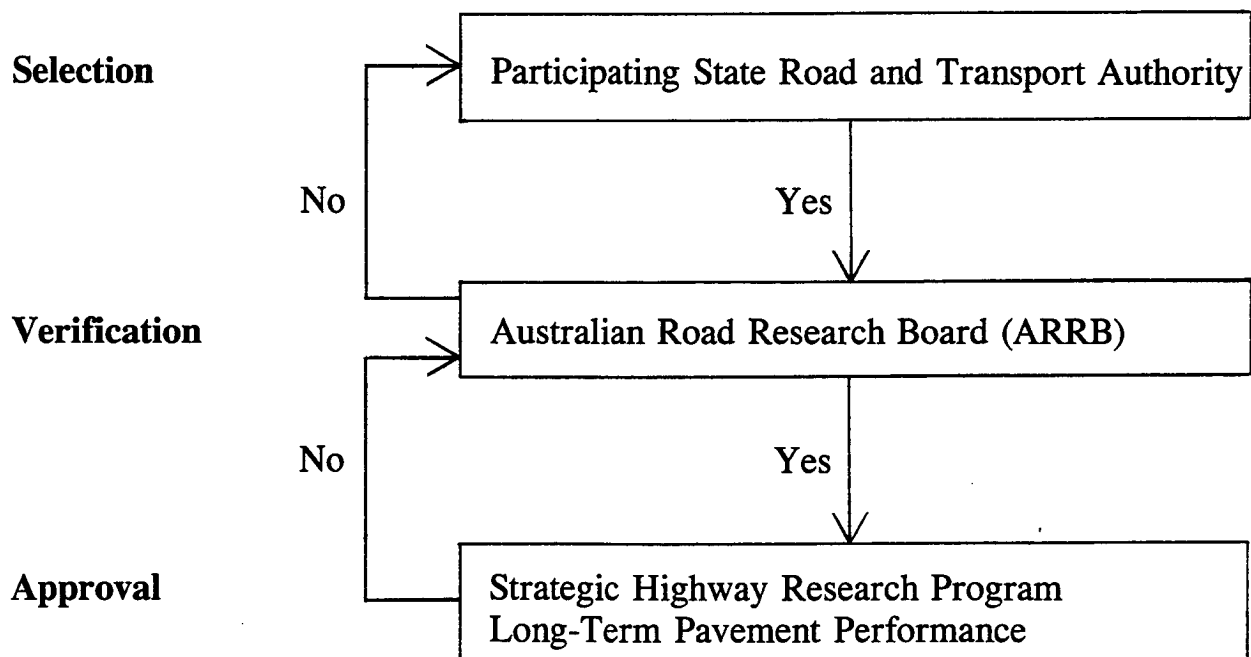 Selection
Participating State Road and Transport Authority
No
Yes
Verification
Australian Road Research Board (ARRB)
No
Yes
Approval
Strategic Highway Research Program
Long-Term Pavement Performance